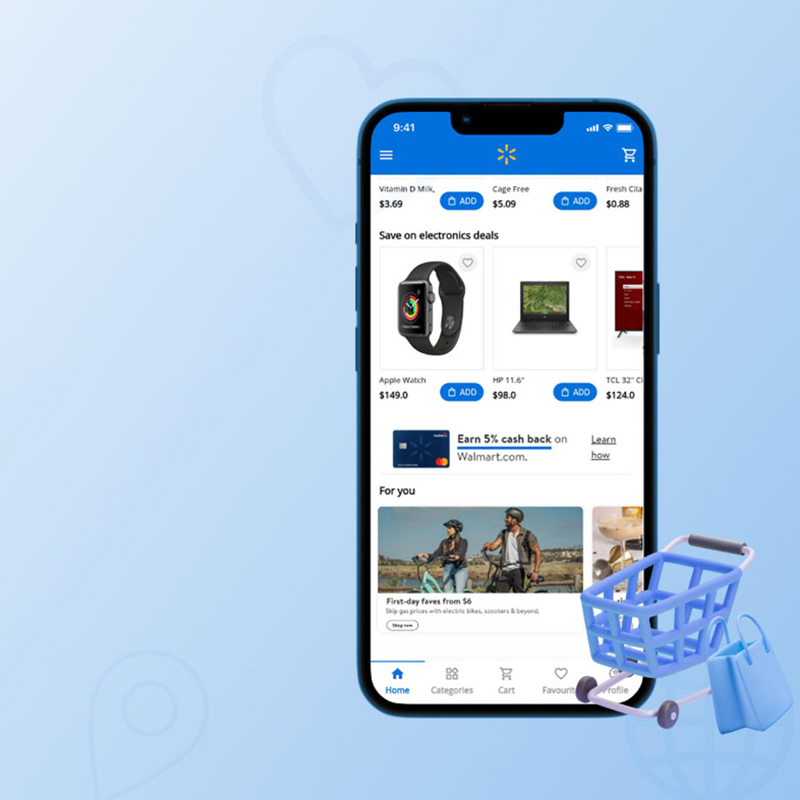 9:41
Vitamin D Milk,
$3.69
ADD
Cage Free
$5.09
ADD
Fresh Cila
$0.88
Save on electronics deals
Apple Watch
$149.0
ADD
HP 11.6"
$98.0
ADD
TCL 32" Cl
$124.0
Earn 5% cash back on
Walmart.com.
Learn
how
For you
First-day faves from $6
Skip gas prices with electric bikes, scooters & beyond.
Shop now
Home
Categories
Cart
Favourit
Profile